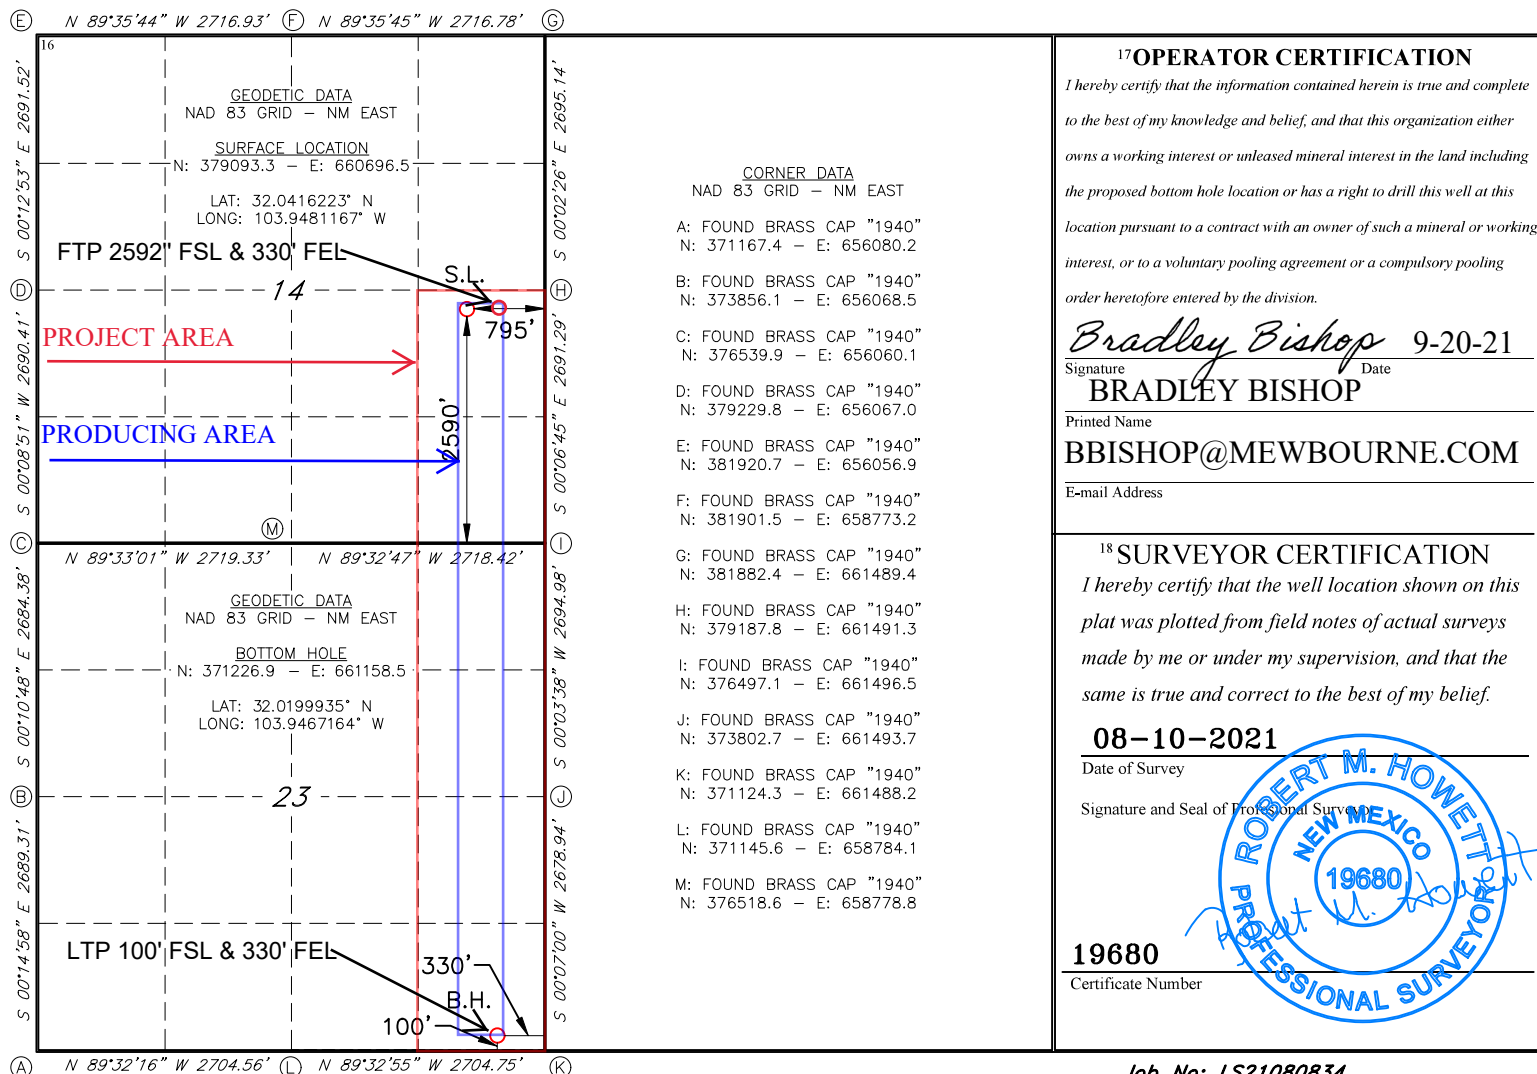 E N 89°35'44" W 2716.93' F N 89°35'45" W 2716.78' G
16
S 00°12'53" E 2691.52'
S 00°02'26" E 2695.14'
GEODETIC DATA
NAD 83 GRID – NM EAST
SURFACE LOCATION
N: 379093.3 – E: 660696.5
LAT: 32.0416223° N
LONG: 103.9481167° W
FTP 2592" FSL & 330' FEL
S.L.
D
14
H
795'
PROJECT AREA
S 00°08'51" W 2690.41'
S 00°06'45" E 2691.29'
2590'
PRODUCING AREA
M
C
I
N 89°33'01" W 2719.33' N 89°32'47" W 2718.42'
S 00°10'48" E 2684.38'
S 00°03'38" W 2694.98'
GEODETIC DATA
NAD 83 GRID – NM EAST
BOTTOM HOLE
N: 371226.9 – E: 661158.5
LAT: 32.0199935° N
LONG: 103.9467164° W
B
23
J
S 00°14'58" E 2689.31'
S 00°07'00" W 2678.94'
LTP 100' FSL & 330' FEL
330'
B.H.
100'
A N 89°32'16" W 2704.56' L N 89°32'55" W 2704.75' K
CORNER DATA
NAD 83 GRID – NM EAST
A: FOUND BRASS CAP "1940"
N: 371167.4 – E: 656080.2
B: FOUND BRASS CAP "1940"
N: 373856.1 – E: 656068.5
C: FOUND BRASS CAP "1940"
N: 376539.9 – E: 656060.1
D: FOUND BRASS CAP "1940"
N: 379229.8 – E: 656067.0
E: FOUND BRASS CAP "1940"
N: 381920.7 – E: 656056.9
F: FOUND BRASS CAP "1940"
N: 381901.5 – E: 658773.2
G: FOUND BRASS CAP "1940"
N: 381882.4 – E: 661489.4
H: FOUND BRASS CAP "1940"
N: 379187.8 – E: 661491.3
I: FOUND BRASS CAP "1940"
N: 376497.1 – E: 661496.5
J: FOUND BRASS CAP "1940"
N: 373802.7 – E: 661493.7
K: FOUND BRASS CAP "1940"
N: 371124.3 – E: 661488.2
L: FOUND BRASS CAP "1940"
N: 371145.6 – E: 658784.1
M: FOUND BRASS CAP "1940"
N: 376518.6 – E: 658778.8
17 OPERATOR CERTIFICATION
I hereby certify that the information contained herein is true and complete
to the best of my knowledge and belief, and that this organization either
owns a working interest or unleased mineral interest in the land including
the proposed bottom hole location or has a right to drill this well at this
location pursuant to a contract with an owner of such a mineral or working
interest, or to a voluntary pooling agreement or a compulsory pooling
order heretofore entered by the division.
Bradley Bishop 9-20-21
Signature Date
BRADLEY BISHOP
Printed Name
BBISHOP@MEWBOURNE.COM
E-mail Address
18 SURVEYOR CERTIFICATION
I hereby certify that the well location shown on this
plat was plotted from field notes of actual surveys
made by me or under my supervision, and that the
same is true and correct to the best of my belief.
08-10-2021
Date of Survey
Signature and Seal of Professional Surveyor
ROBERT M. HOWETT
NEW MEXICO
19680
PROFESSIONAL SURVEYOR
Robert M. Howett
19680
Certificate Number
Job No: LS21080834